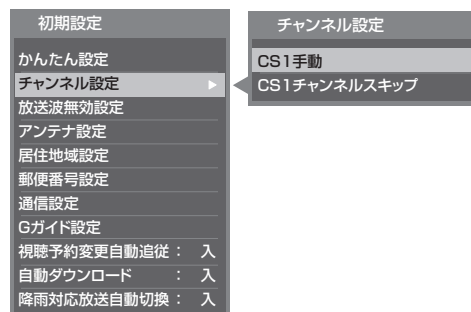 初期設定
かんたん設定
チャンネル設定
放送波無効設定
アンテナ設定
居住地域設定
郵便番号設定
通信設定
Gガイド設定
視聴予約変更自動追従： 入
自動ダウンロード ： 入
降雨対応放送自動切換： 入
チャンネル設定
CS1手動
CS1チャンネルスキップ